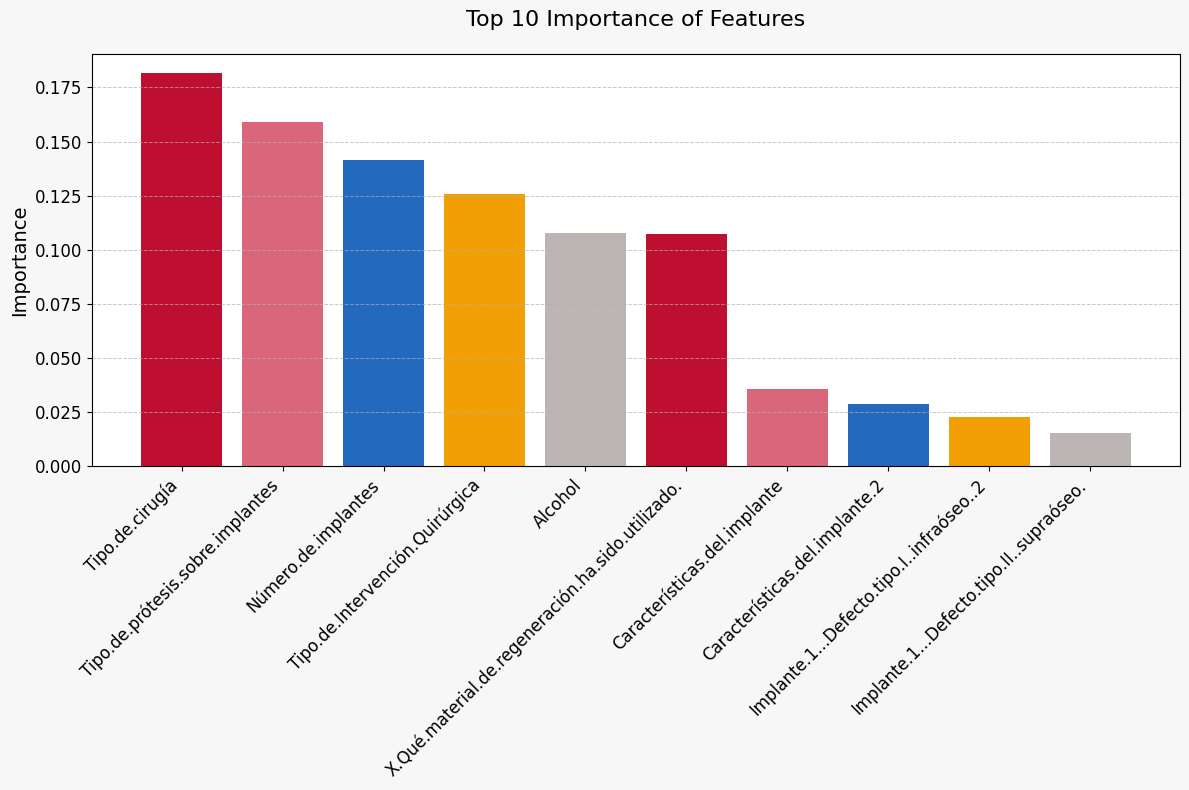 Top 10 Importance of Features
Importance
0.175
0.150
0.125
0.100
0.075
0.050
0.025
0.000
Tipo.de.cirugía
Tipo.de.prótesis.sobre.implantes
Número.de.implantes
Tipo.de.Intervención.Quirúrgica
Alcohol
X.Qué.material.de.regeneración.ha.sido.utilizado.
Características.del.implante
Características.del.implante.2
Implante.1...Defecto.tipo.I..infraóseo..2
Implante.1...Defecto.tipo.II..supraóseo.